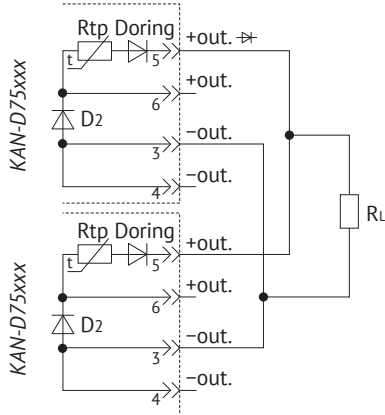 Rtp Doring
+out.
t
5
+out.
6
KAN-D75xxx
D2
3
−out.
4
−out.
RL
Rtp Doring
+out.
t
5
+out.
6
KAN-D75xxx
D2
3
−out.
4
−out.